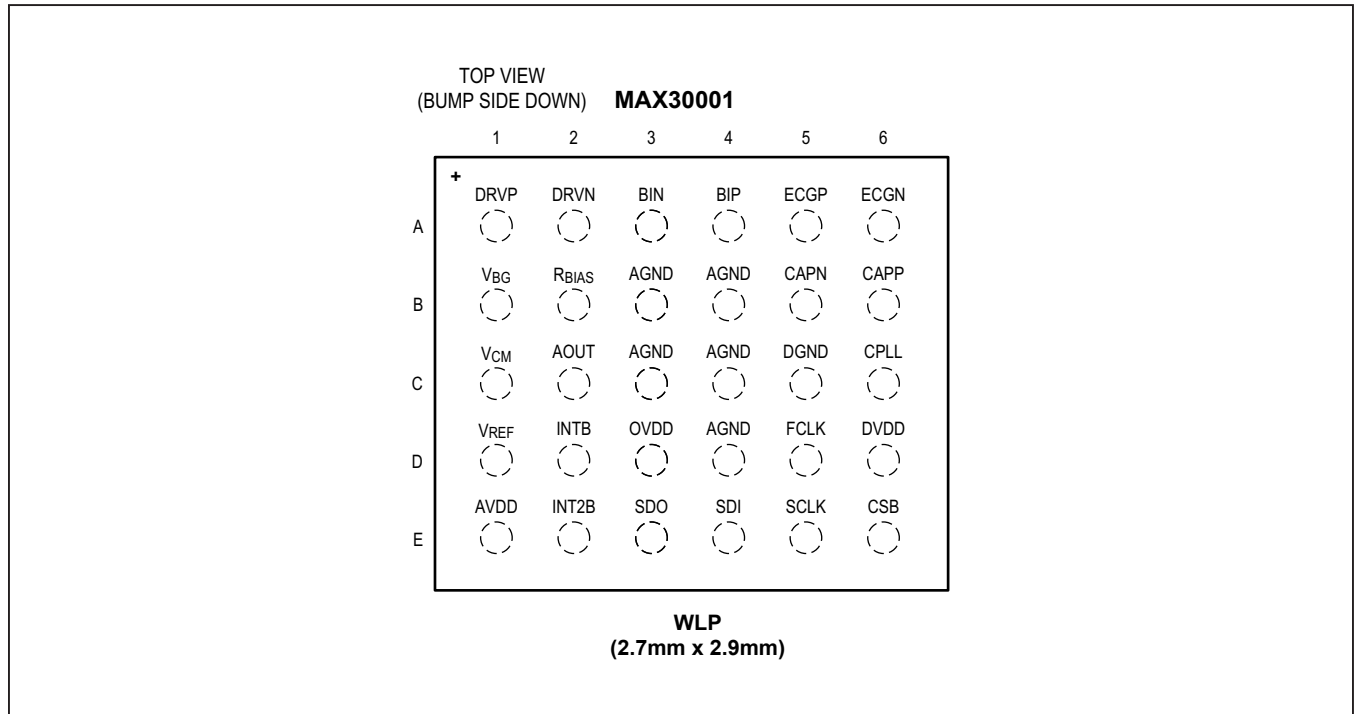 TOP VIEW
(BUMP SIDE DOWN) MAX30001
1 2 3 4 5 6
+
DRVP DRVN BIN BIP ECGP ECGN
A
VBG RBIAS AGND AGND CAPN CAPP
B
VCM AOUT AGND AGND DGND CPLL
C
VREF INTB OVDD AGND FCLK DVDD
D
AVDD INT2B SDO SDI SCLK CSB
E
WLP
(2.7mm x 2.9mm)